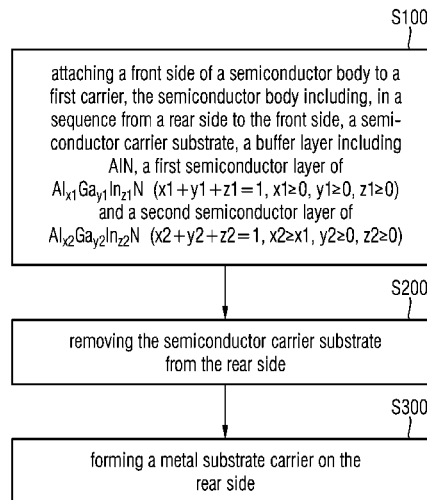 S100
attaching a front side of a semiconductor body to a
first carrier, the semiconductor body including, in a
sequence from a rear side to the front side, a semi-
conductor carrier substrate, a buffer layer including
AlN, a first semiconductor layer of
Alx1Gay1Inz1N (x1+y1+z1=1, x1≥0, y1≥0, z1≥0)
and a second semiconductor layer of
Alx2Gay2Inz2N (x2+y2+z2=1, x2≥x1, y2≥0, z2≥0)
S200
removing the semiconductor carrier substrate
from the rear side
S300
forming a metal substrate carrier on the
rear side